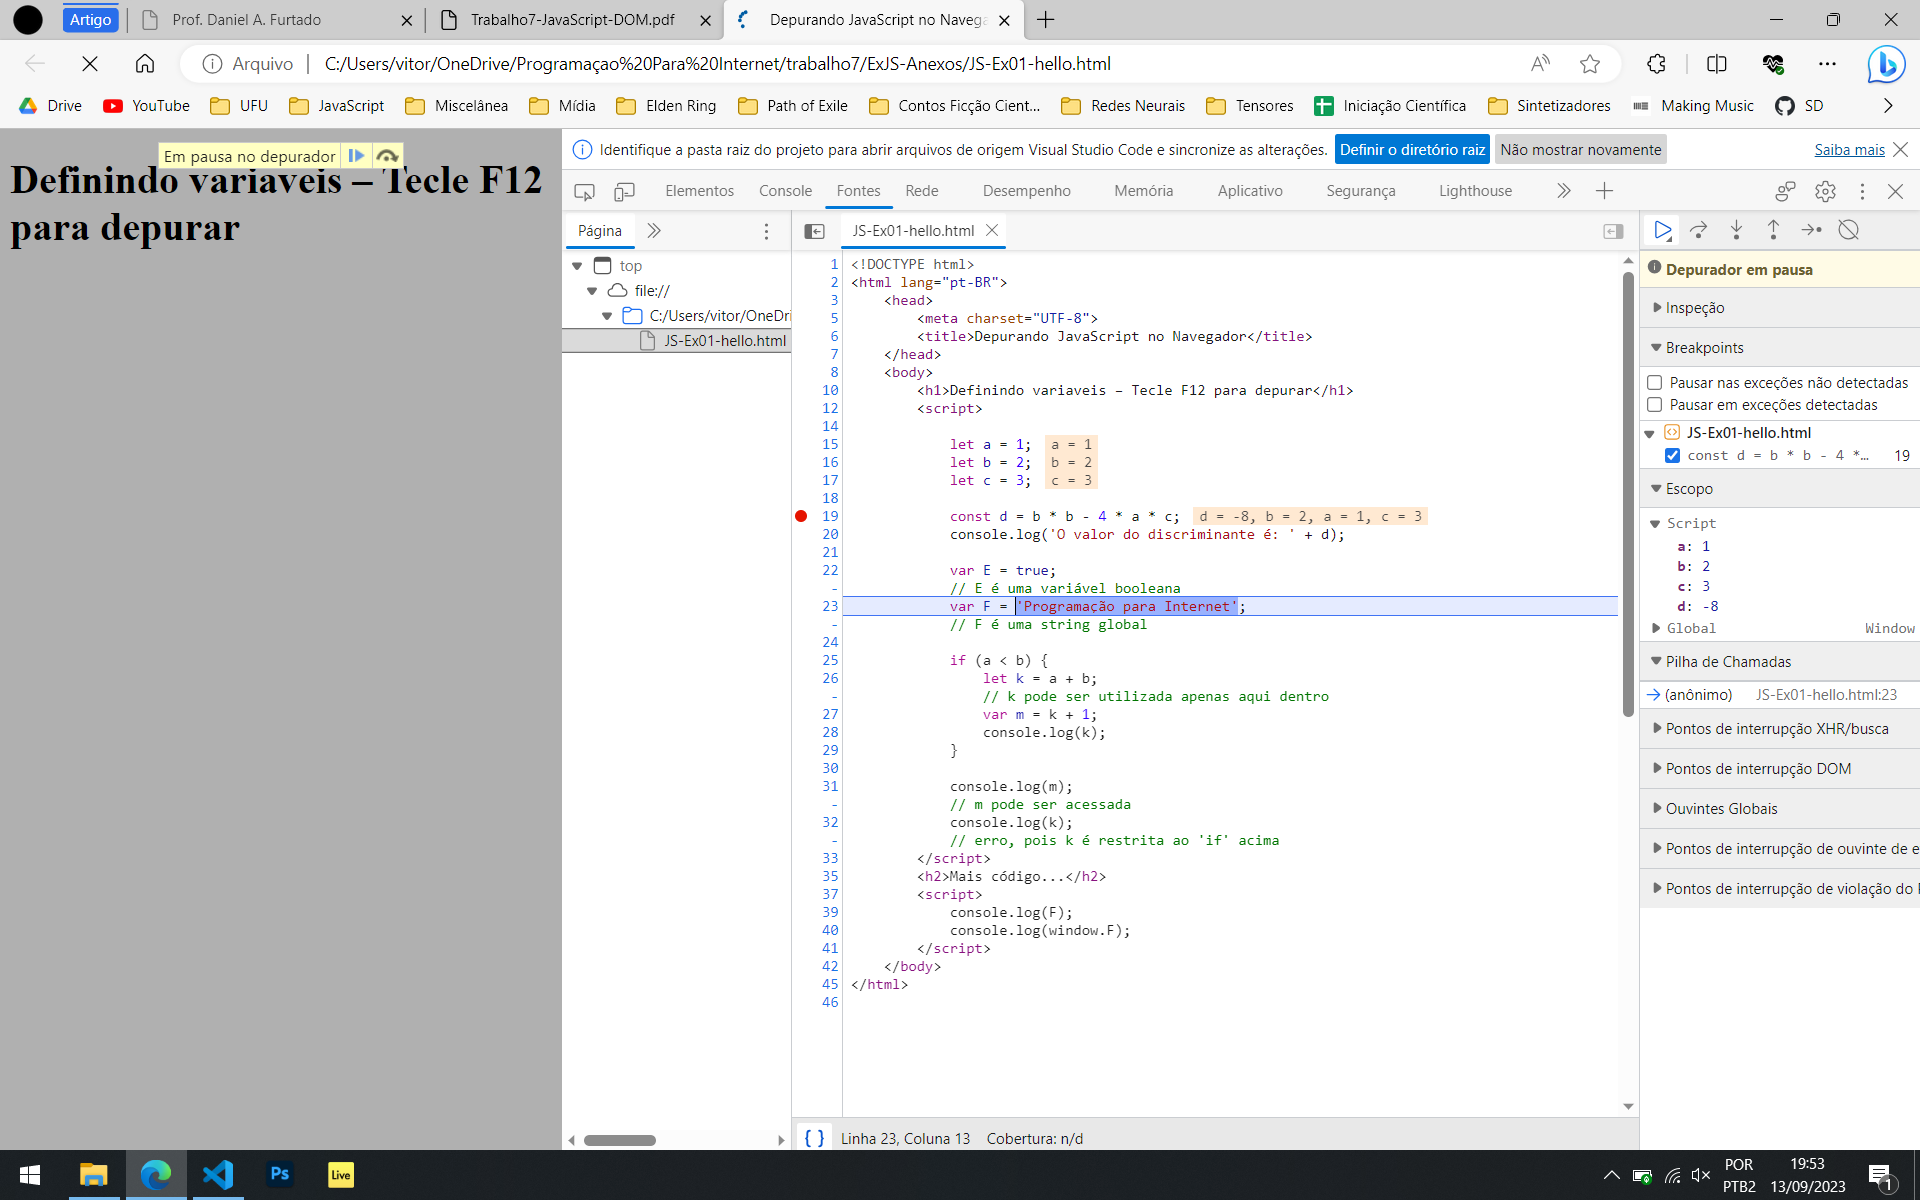 Artigo
Prof. Daniel A. Furtado
Trabalho7-JavaScript-DOM.pdf
Depurando JavaScript no Navega
Arquivo
C:/Users/vitor/OneDrive/Programaçao%20Para%20Internet/trabalho7/ExJS-Anexos/JS-Ex01-hello.html
Drive
YouTube
UFU
JavaScript
Miscelânea
Mídia
Elden Ring
Path of Exile
Contos Ficção Cient...
Redes Neurais
Tensores
Iniciação Científica
Sintetizadores
Making Music
SD
Em pausa no depurador
Definindo variaveis – Tecle F12
para depurar
Identifique a pasta raiz do projeto para abrir arquivos de origem Visual Studio Code e sincronize as alterações.
Definir o diretório raiz
Não mostrar novamente
Saiba mais
Elementos
Console
Fontes
Rede
Desempenho
Memória
Aplicativo
Segurança
Lighthouse
Página
top
file://
C:/Users/vitor/OneDri
JS-Ex01-hello.html
JS-Ex01-hello.html
1 <!DOCTYPE html>
2 <html lang="pt-BR">
3 <head>
5 <meta charset="UTF-8">
6 <title>Depurando JavaScript no Navegador</title>
7 </head>
8 <body>
10 <h1>Definindo variaveis – Tecle F12 para depurar</h1>
12 <script>
14
15 let a = 1; a = 1
16 let b = 2; b = 2
17 let c = 3; c = 3
18
19 const d = b * b - 4 * a * c; d = -8, b = 2, a = 1, c = 3
20 console.log('O valor do discriminante é: ' + d);
21
22 var E = true;
- // E é uma variável booleana
23 var F = 'Programação para Internet';
- // F é uma string global
24
25 if (a < b) {
26 let k = a + b;
- // k pode ser utilizada apenas aqui dentro
27 var m = k + 1;
28 console.log(k);
29 }
30
31 console.log(m);
- // m pode ser acessada
32 console.log(k);
- // erro, pois k é restrita ao 'if' acima
33 </script>
35 <h2>Mais código...</h2>
37 <script>
39 console.log(F);
40 console.log(window.F);
41 </script>
42 </body>
45 </html>
46
{ } Linha 23, Coluna 13 Cobertura: n/d
Depurador em pausa
Inspeção
Breakpoints
Pausar nas exceções não detectadas
Pausar em exceções detectadas
JS-Ex01-hello.html
const d = b * b - 4 *… 19
Escopo
Script
a: 1
b: 2
c: 3
d: -8
Global Window
Pilha de Chamadas
(anônimo) JS-Ex01-hello.html:23
Pontos de interrupção XHR/busca
Pontos de interrupção DOM
Ouvintes Globais
Pontos de interrupção de ouvinte de e
Pontos de interrupção de violação do
Ps
Live
POR
PTB2
19:53
13/09/2023
1